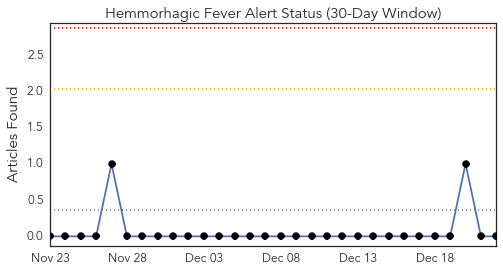 Hemmorhagic Fever Alert Status (30-Day Window)
Articles Found
2.5
2.0
1.5
1.0
0.5
0.0
Nov 23 Nov 28 Dec 03 Dec 08 Dec 13 Dec 18